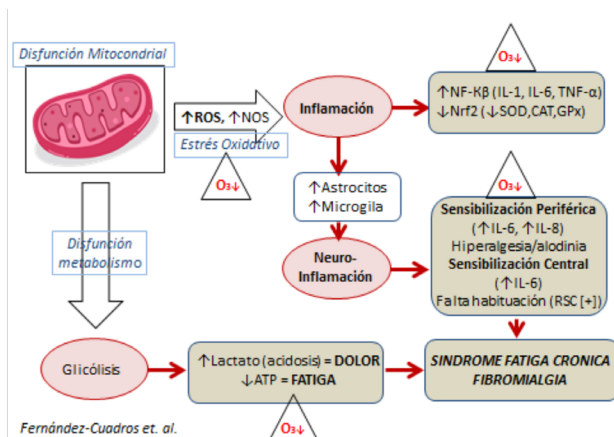 Disfunción Mitocondrial
↑ROS, ↑NOS
Estrés Oxidativo
O₃↓
Inflamación
O₃↓
↑NF-Kβ (IL-1, IL-6, TNF-α)
↓Nrf2 (↓SOD,CAT,GPx)
↑Astrocitos
↑Microgila
Neuro-
Inflamación
O₃↓
Sensibilización Periférica
(↑IL-6, ↑IL-8)
Hiperalgesia/alodinia
Sensibilización Central
(↑IL-6)
Falta habituación (RSC [+])
Disfunción
metabolismo
Glicólisis
↑Lactato (acidosis) = DOLOR
↓ATP = FATIGA
O₃↓
SINDROME FATIGA CRONICA
FIBROMIALGIA
Fernández-Cuadros et. al.